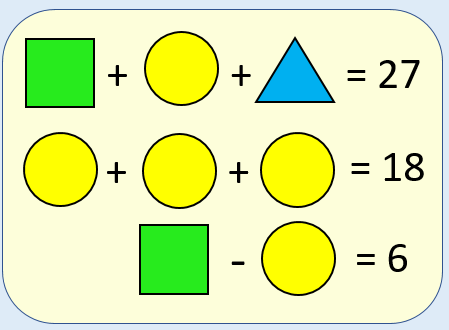 + + = 27
+ + = 18
- = 6